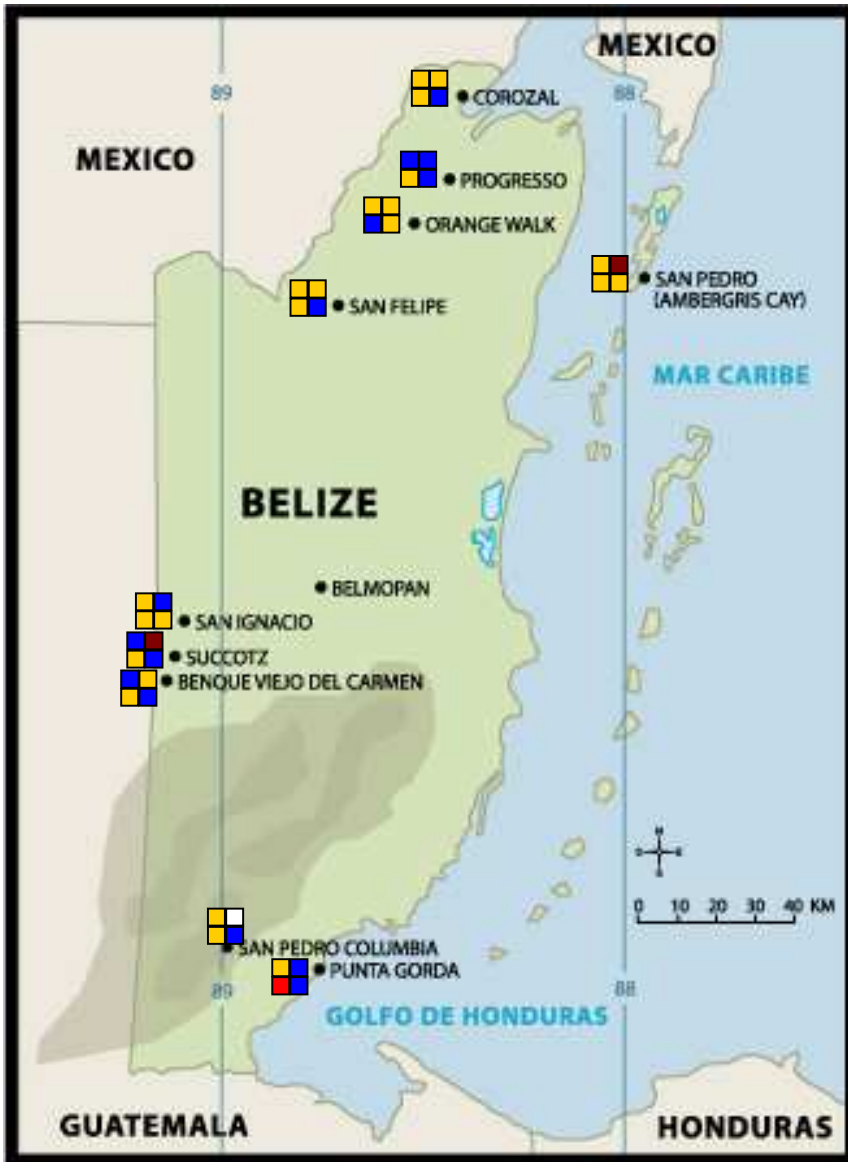 MEXICO
89
88
COROZAL
MEXICO
PROGRESSO
ORANGE WALK
SAN PEDRO
(AMBERGRIS CAY)
SAN FELIPE
MAR CARIBE
BELIZE
BELMOPAN
SAN IGNACIO
SUCCOTZ
BENQUE VIEJO DEL CARMEN
0 10 20 30 40 KM
SAN PEDRO COLUMBIA
PUNTA GORDA
89
88
GOLFO DE HONDURAS
GUATEMALA
HONDURAS